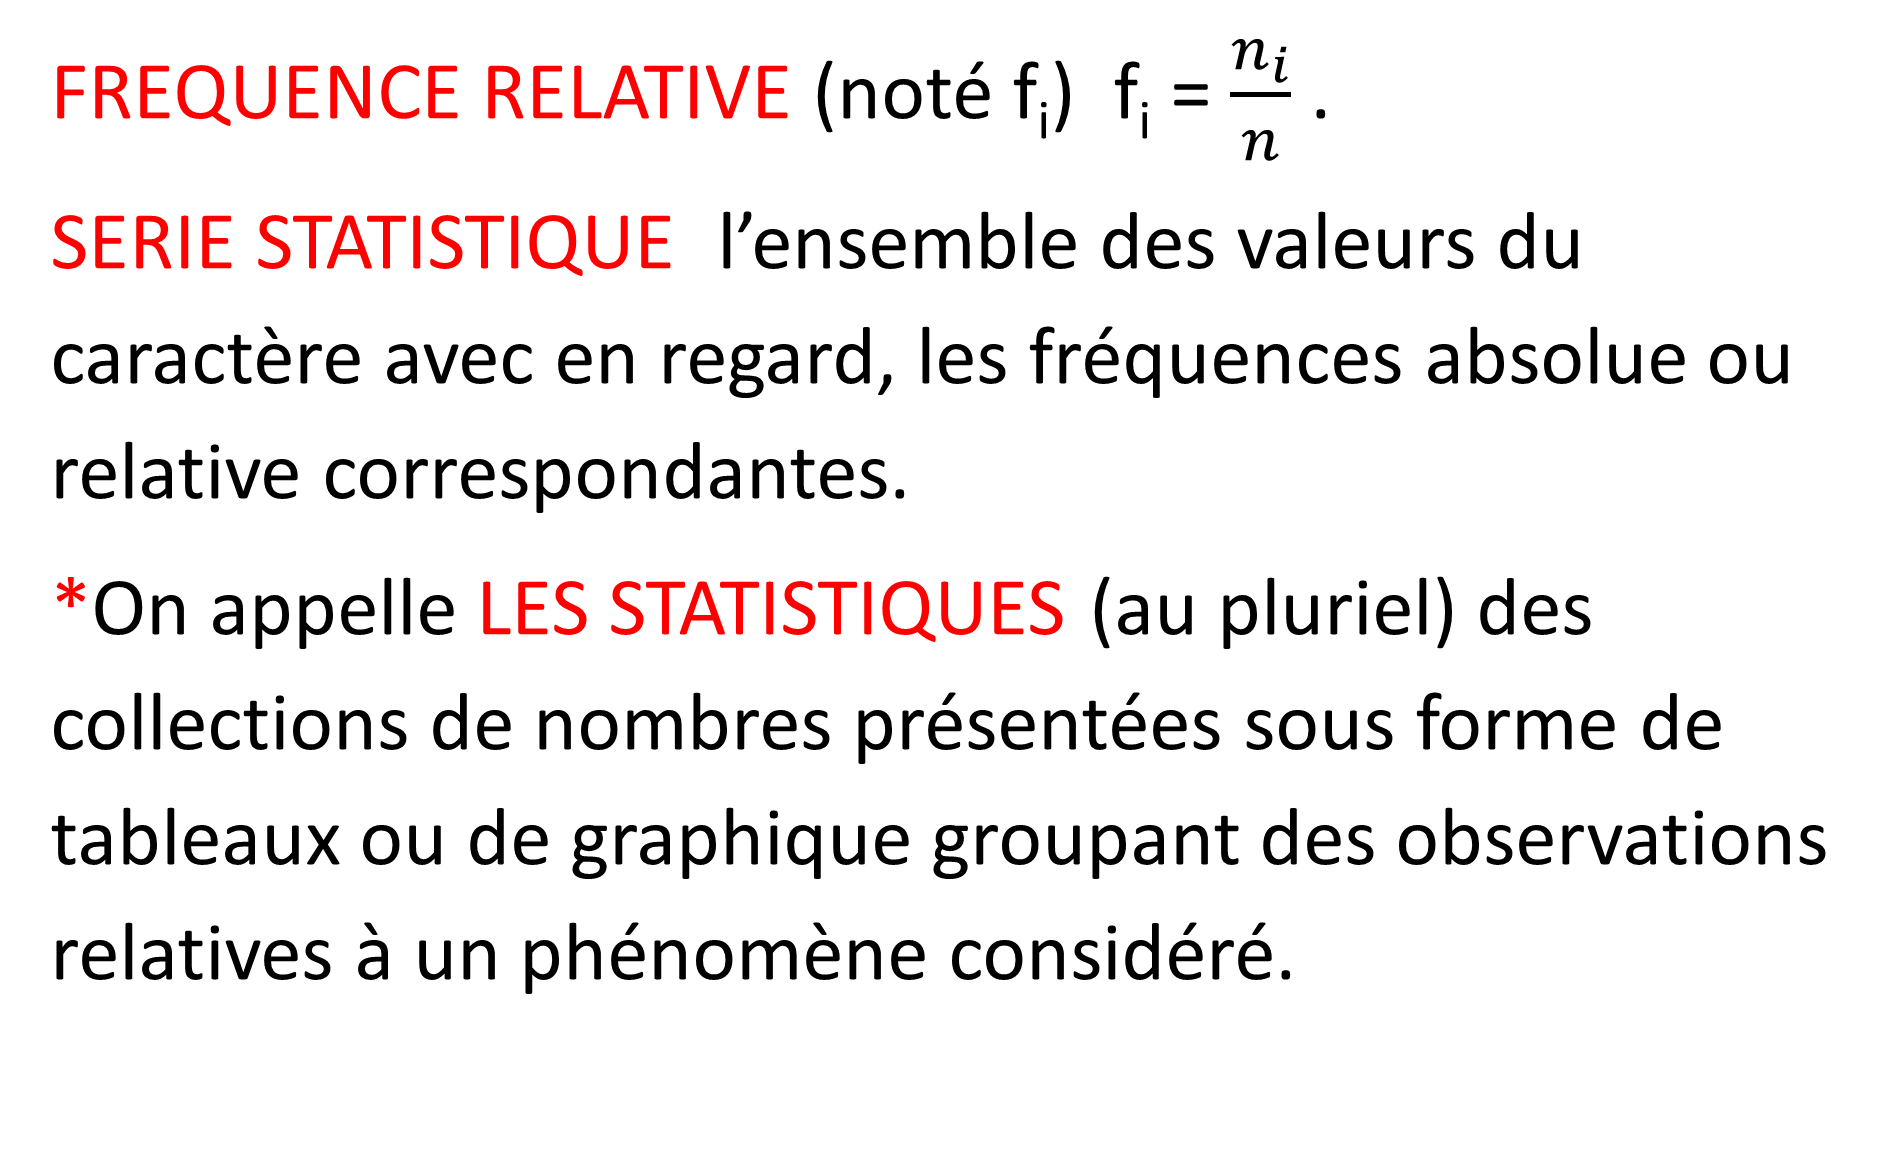 FREQUENCE RELATIVE (noté fi) fi = ni/n .
SERIE STATISTIQUE l’ensemble des valeurs du
caractère avec en regard, les fréquences absolue ou
relative correspondantes.
*On appelle LES STATISTIQUES (au pluriel) des
collections de nombres présentées sous forme de
tableaux ou de graphique groupant des observations
relatives à un phénomène considéré.